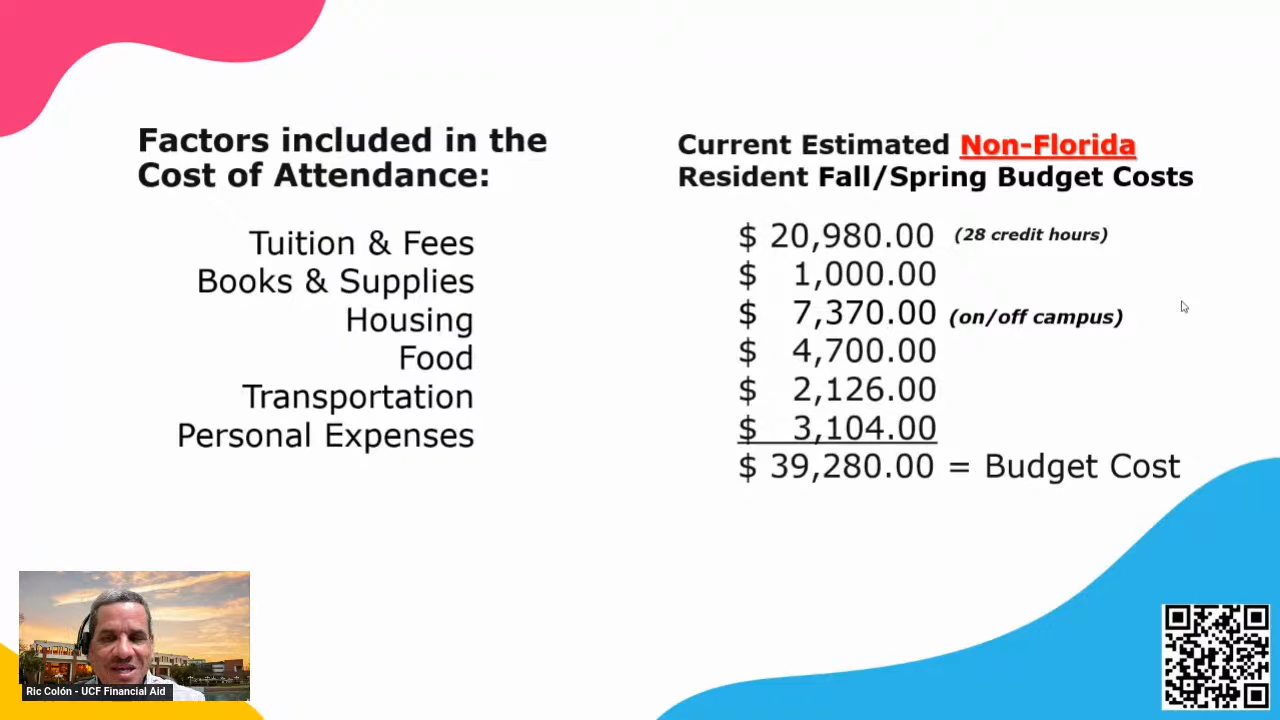 Factors included in the
Cost of Attendance:
Tuition & Fees
Books & Supplies
Housing
Food
Transportation
Personal Expenses
Current Estimated Non-Florida
Resident Fall/Spring Budget Costs
$ 20,980.00 (28 credit hours)
$ 1,000.00
$ 7,370.00 (on/off campus)
$ 4,700.00
$ 2,126.00
$ 3,104.00
$ 39,280.00 = Budget Cost
Ric Colón - UCF Financial Aid